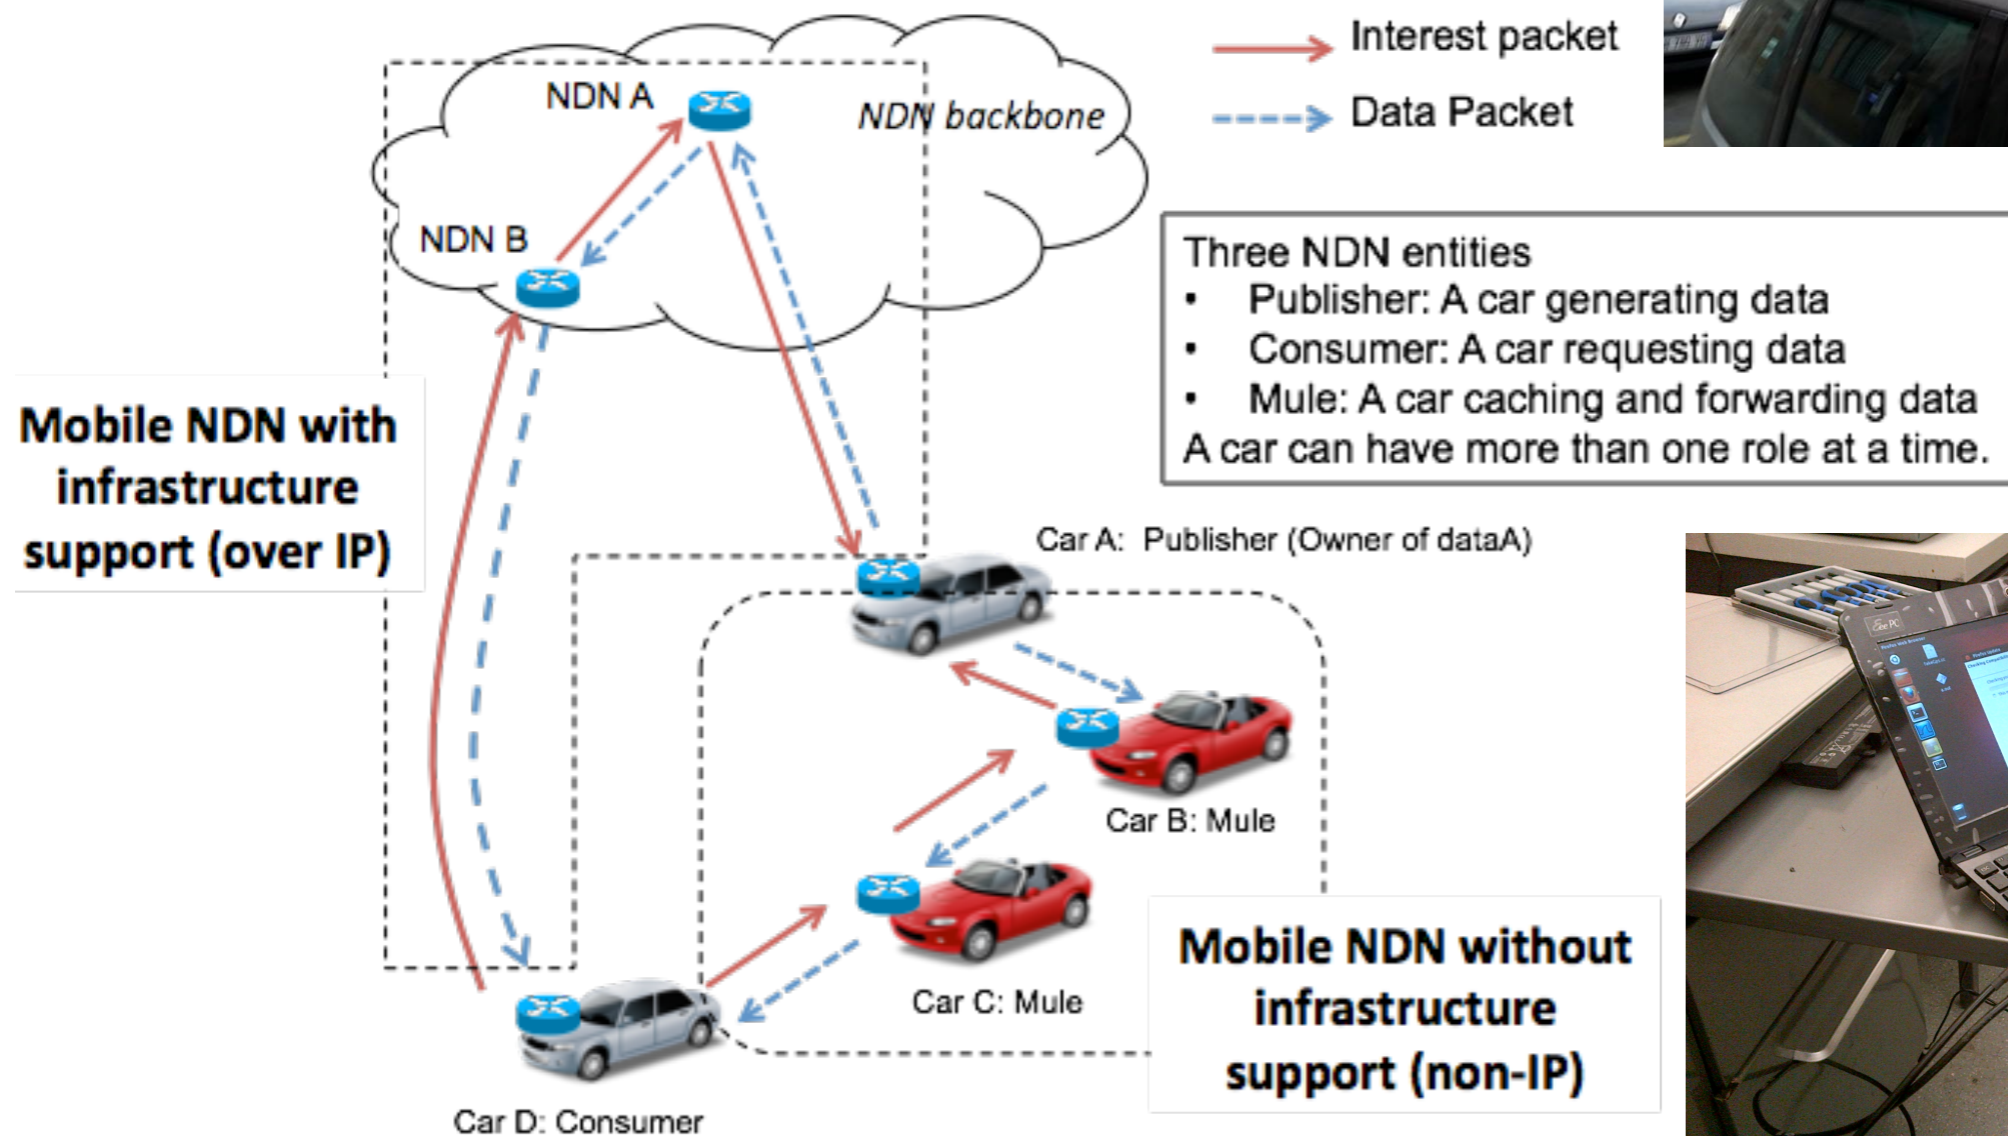 Interest packet
Data Packet
NDN A
NDN backbone
NDN B
Three NDN entities
• Publisher: A car generating data
• Consumer: A car requesting data
• Mule: A car caching and forwarding data
A car can have more than one role at a time.
Mobile NDN with
infrastructure
support (over IP)
Car A: Publisher (Owner of dataA)
Car B: Mule
Car C: Mule
Mobile NDN without
infrastructure
support (non-IP)
Car D: Consumer
Eee PC